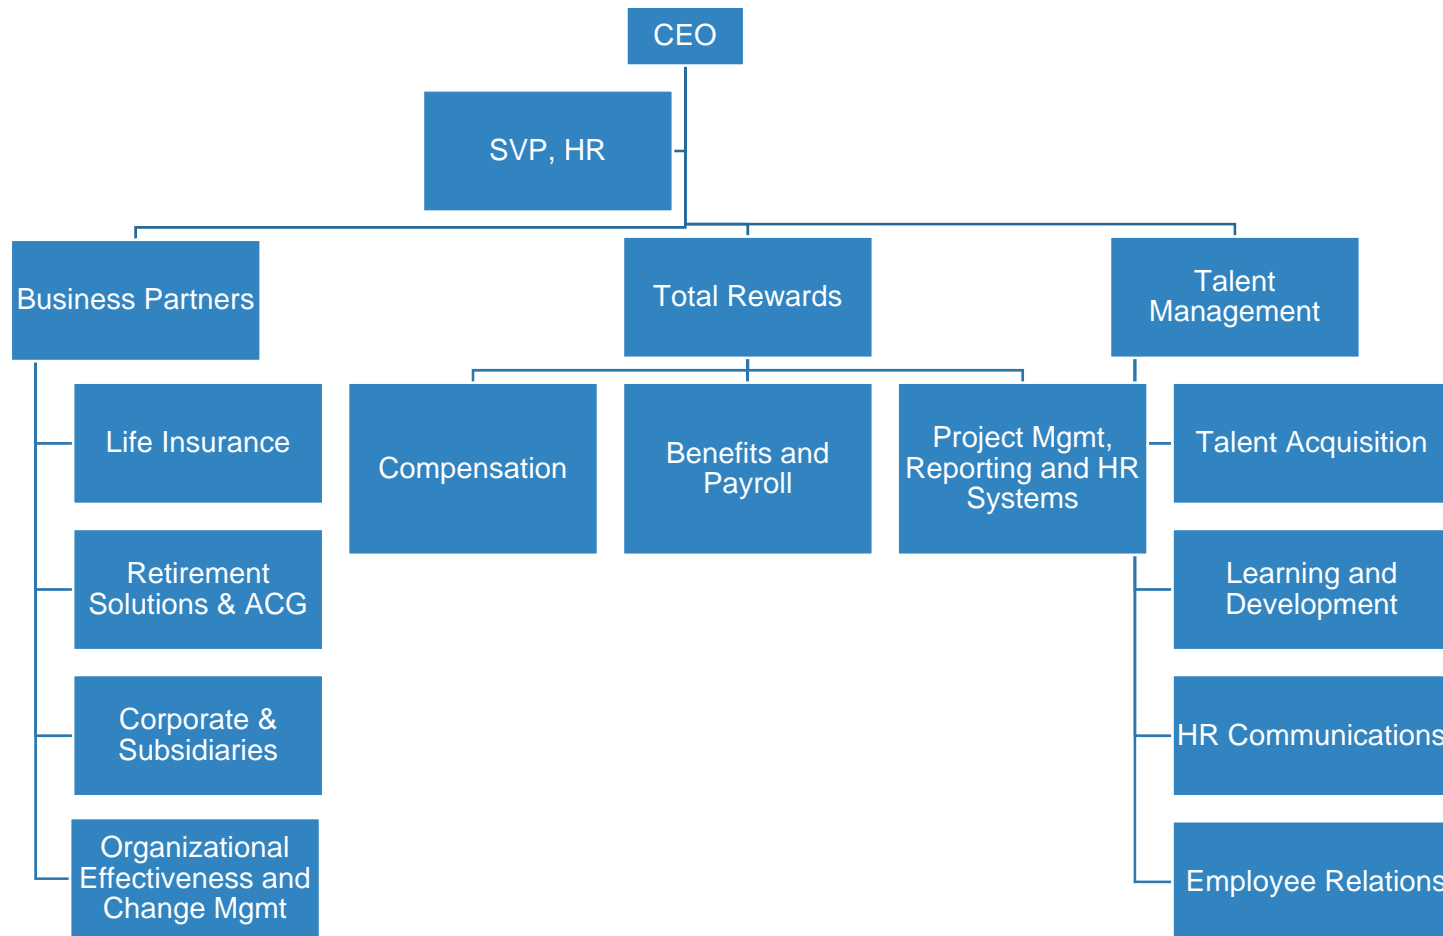 CEO
SVP, HR
Business Partners
Total Rewards
Talent
Management
Life Insurance
Retirement
Solutions & ACG
Corporate &
Subsidiaries
Organizational
Effectiveness and
Change Mgmt
Compensation
Benefits and
Payroll
Project Mgmt,
Reporting and HR
Systems
Talent Acquisition
Learning and
Development
HR Communications
Employee Relations